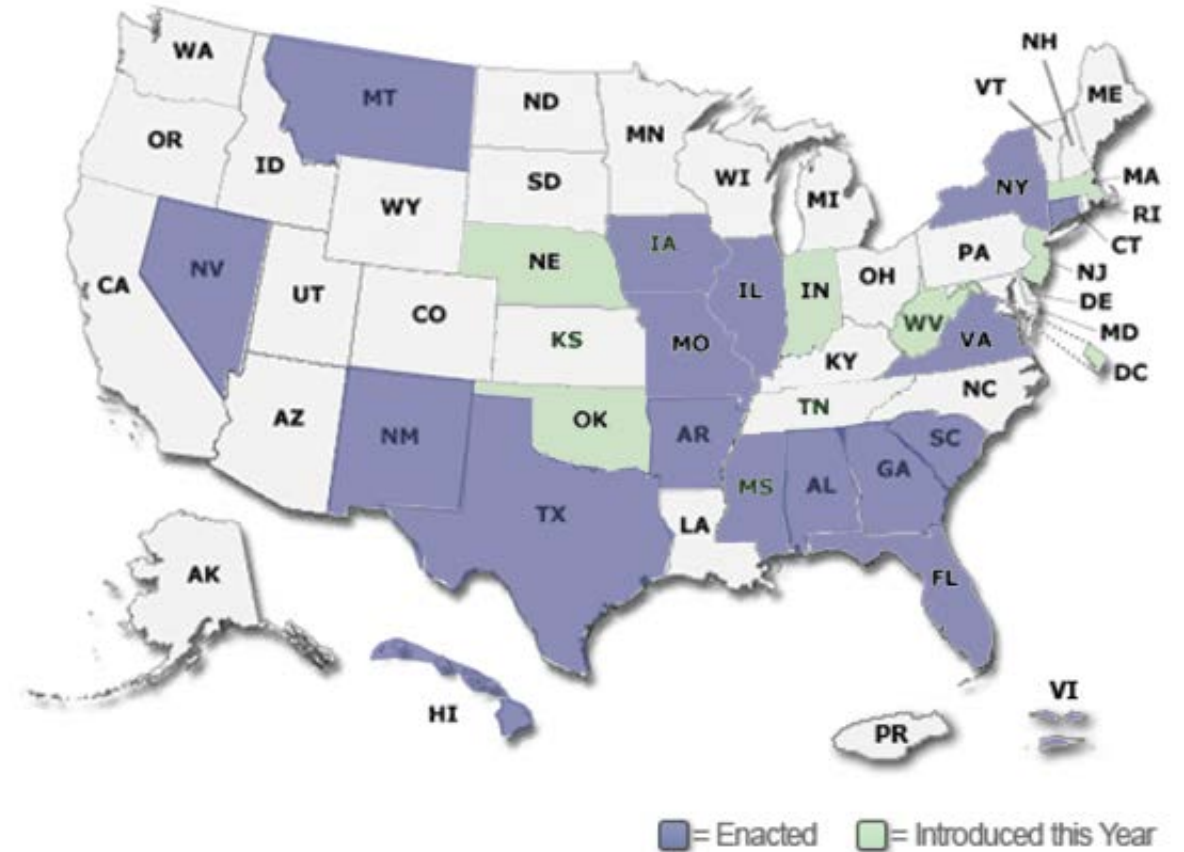 NH
WA
VT
ME
MT
ND
MN
OR
ID
SD
WI
MI
NY
MA
WY
RI
IA
CT
NE
PA
NV
NJ
CA
UT
IL
IN
OH
DE
CO
WV
MD
KS
MO
VA
KY
DC
NC
TN
AZ
OK
NM
AR
SC
GA
MS
AL
TX
LA
AK
FL
VI
HI
PR
= Enacted
= Introduced this Year